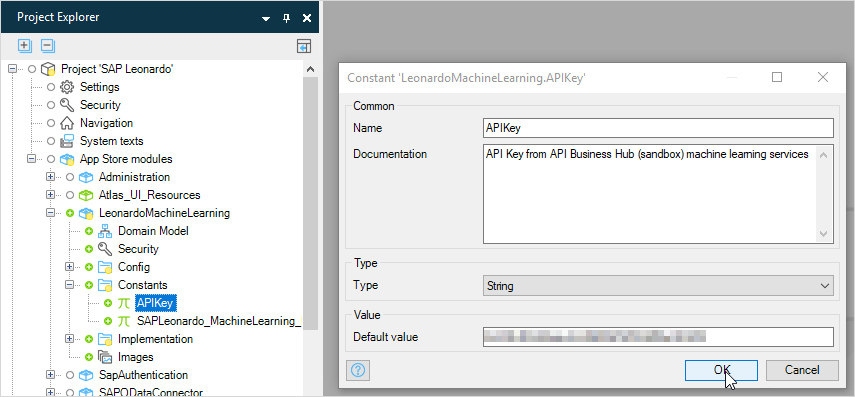 Project Explorer
Project 'SAP Leonardo'
Settings
Security
Navigation
System texts
App Store modules
Administration
Atlas_UI_Resources
LeonardoMachineLearning
Domain Model
Security
Config
Constants
APIKey
SAPLeonardo_MachineLearning_
Implementation
Images
SapAuthentication
SAPODataConnector
Constant 'LeonardoMachineLearning.APIKey'
Common
Name
APIKey
Documentation
API Key from API Business Hub (sandbox) machine learning services
Type
Type
String
Value
Default value
OK
Cancel